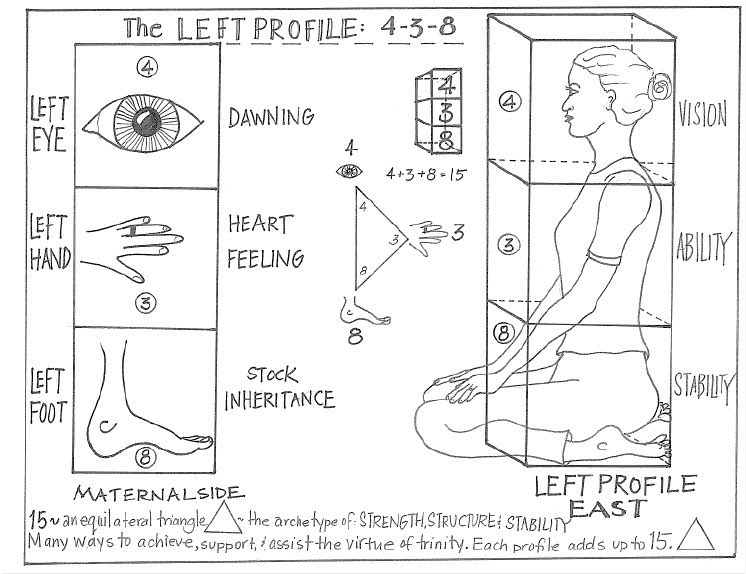 The LEFT PROFILE: 4-3-8
4
LEFT
EYE
DAWNING
LEFT
HAND
3
HEART
FEELING
LEFT
FOOT
8
STOCK
INHERITANCE
MATERNAL SIDE
4
3
8
4
4+3+8=15
4
3
8
3
8
4
VISION
3
ABILITY
8
STABILITY
LEFT PROFILE
EAST
15~ an equilateral triangle ~ the archetype of: STRENGTH, STRUCTURE & STABILITY
Many ways to achieve, support, & assist the virtue of trinity. Each profile adds up to 15.